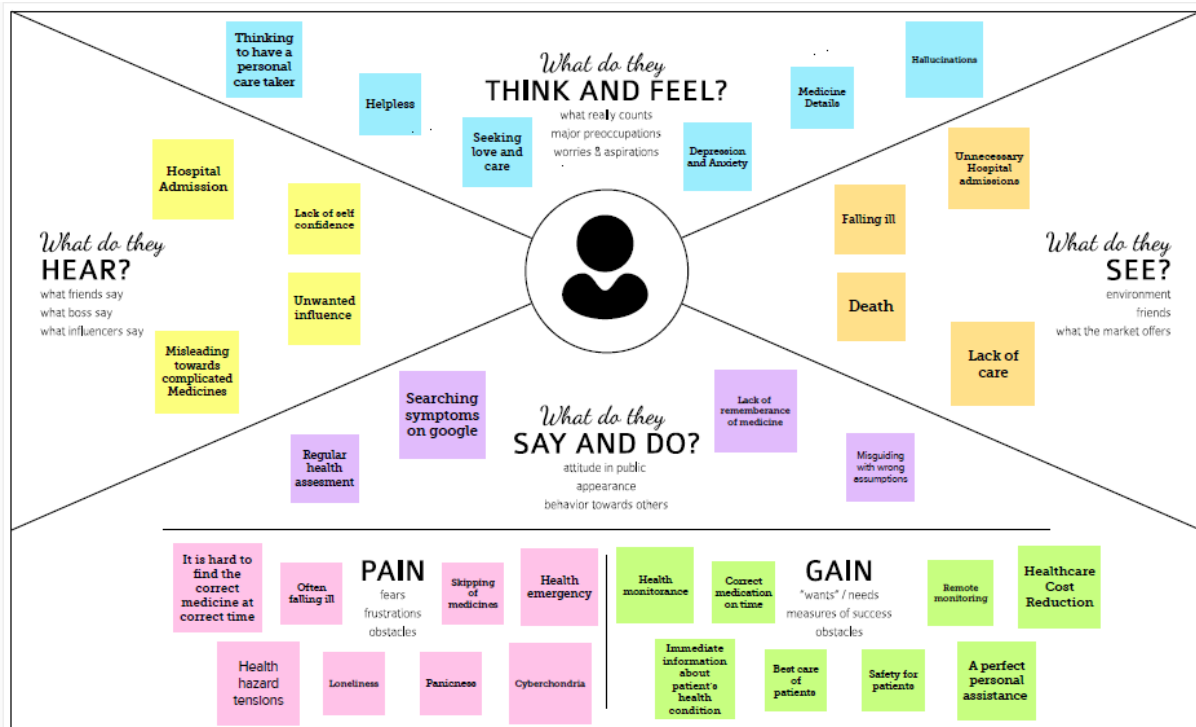 Thinking
to have a
personal
care taker
Helpless
Seeking
love and
care
What do they
THINK AND FEEL?
what really counts
major preoccupations
worries & aspirations
Depression
and Anxiety
Medicine
Details
Hallucinations
Hospital
Admission
Lack of self
confidence
What do they
HEAR?
what friends say
what boss say
what influencers say
Unwanted
influence
Misleading
towards
complicated
Medicines
Unnecessary
Hospital
admissions
Falling ill
What do they
SEE?
environment
friends
what the market offers
Death
Lack of
care
Searching
symptoms
on google
Regular
health
assesment
What do they
SAY AND DO?
attitude in public
appearance
behavior towards others
Lack of
rememberance
of medicine
Misguiding
with wrong
assumptions
It is hard to
find the
correct
medicine at
correct time
Often
falling ill
PAIN
fears
frustrations
obstacles
Skipping
of
medicines
Health
emergency
Health
hazard
tensions
Loneliness
Panicness
Cyberchondria
Health
monitorance
Correct
medication
on time
GAIN
"wants" / needs
measures of success
obstacles
Remote
monitoring
Healthcare
Cost
Reduction
Immediate
information
about
patient's
health
condition
Best care
of
patients
Safety for
patients
A perfect
personal
assistance